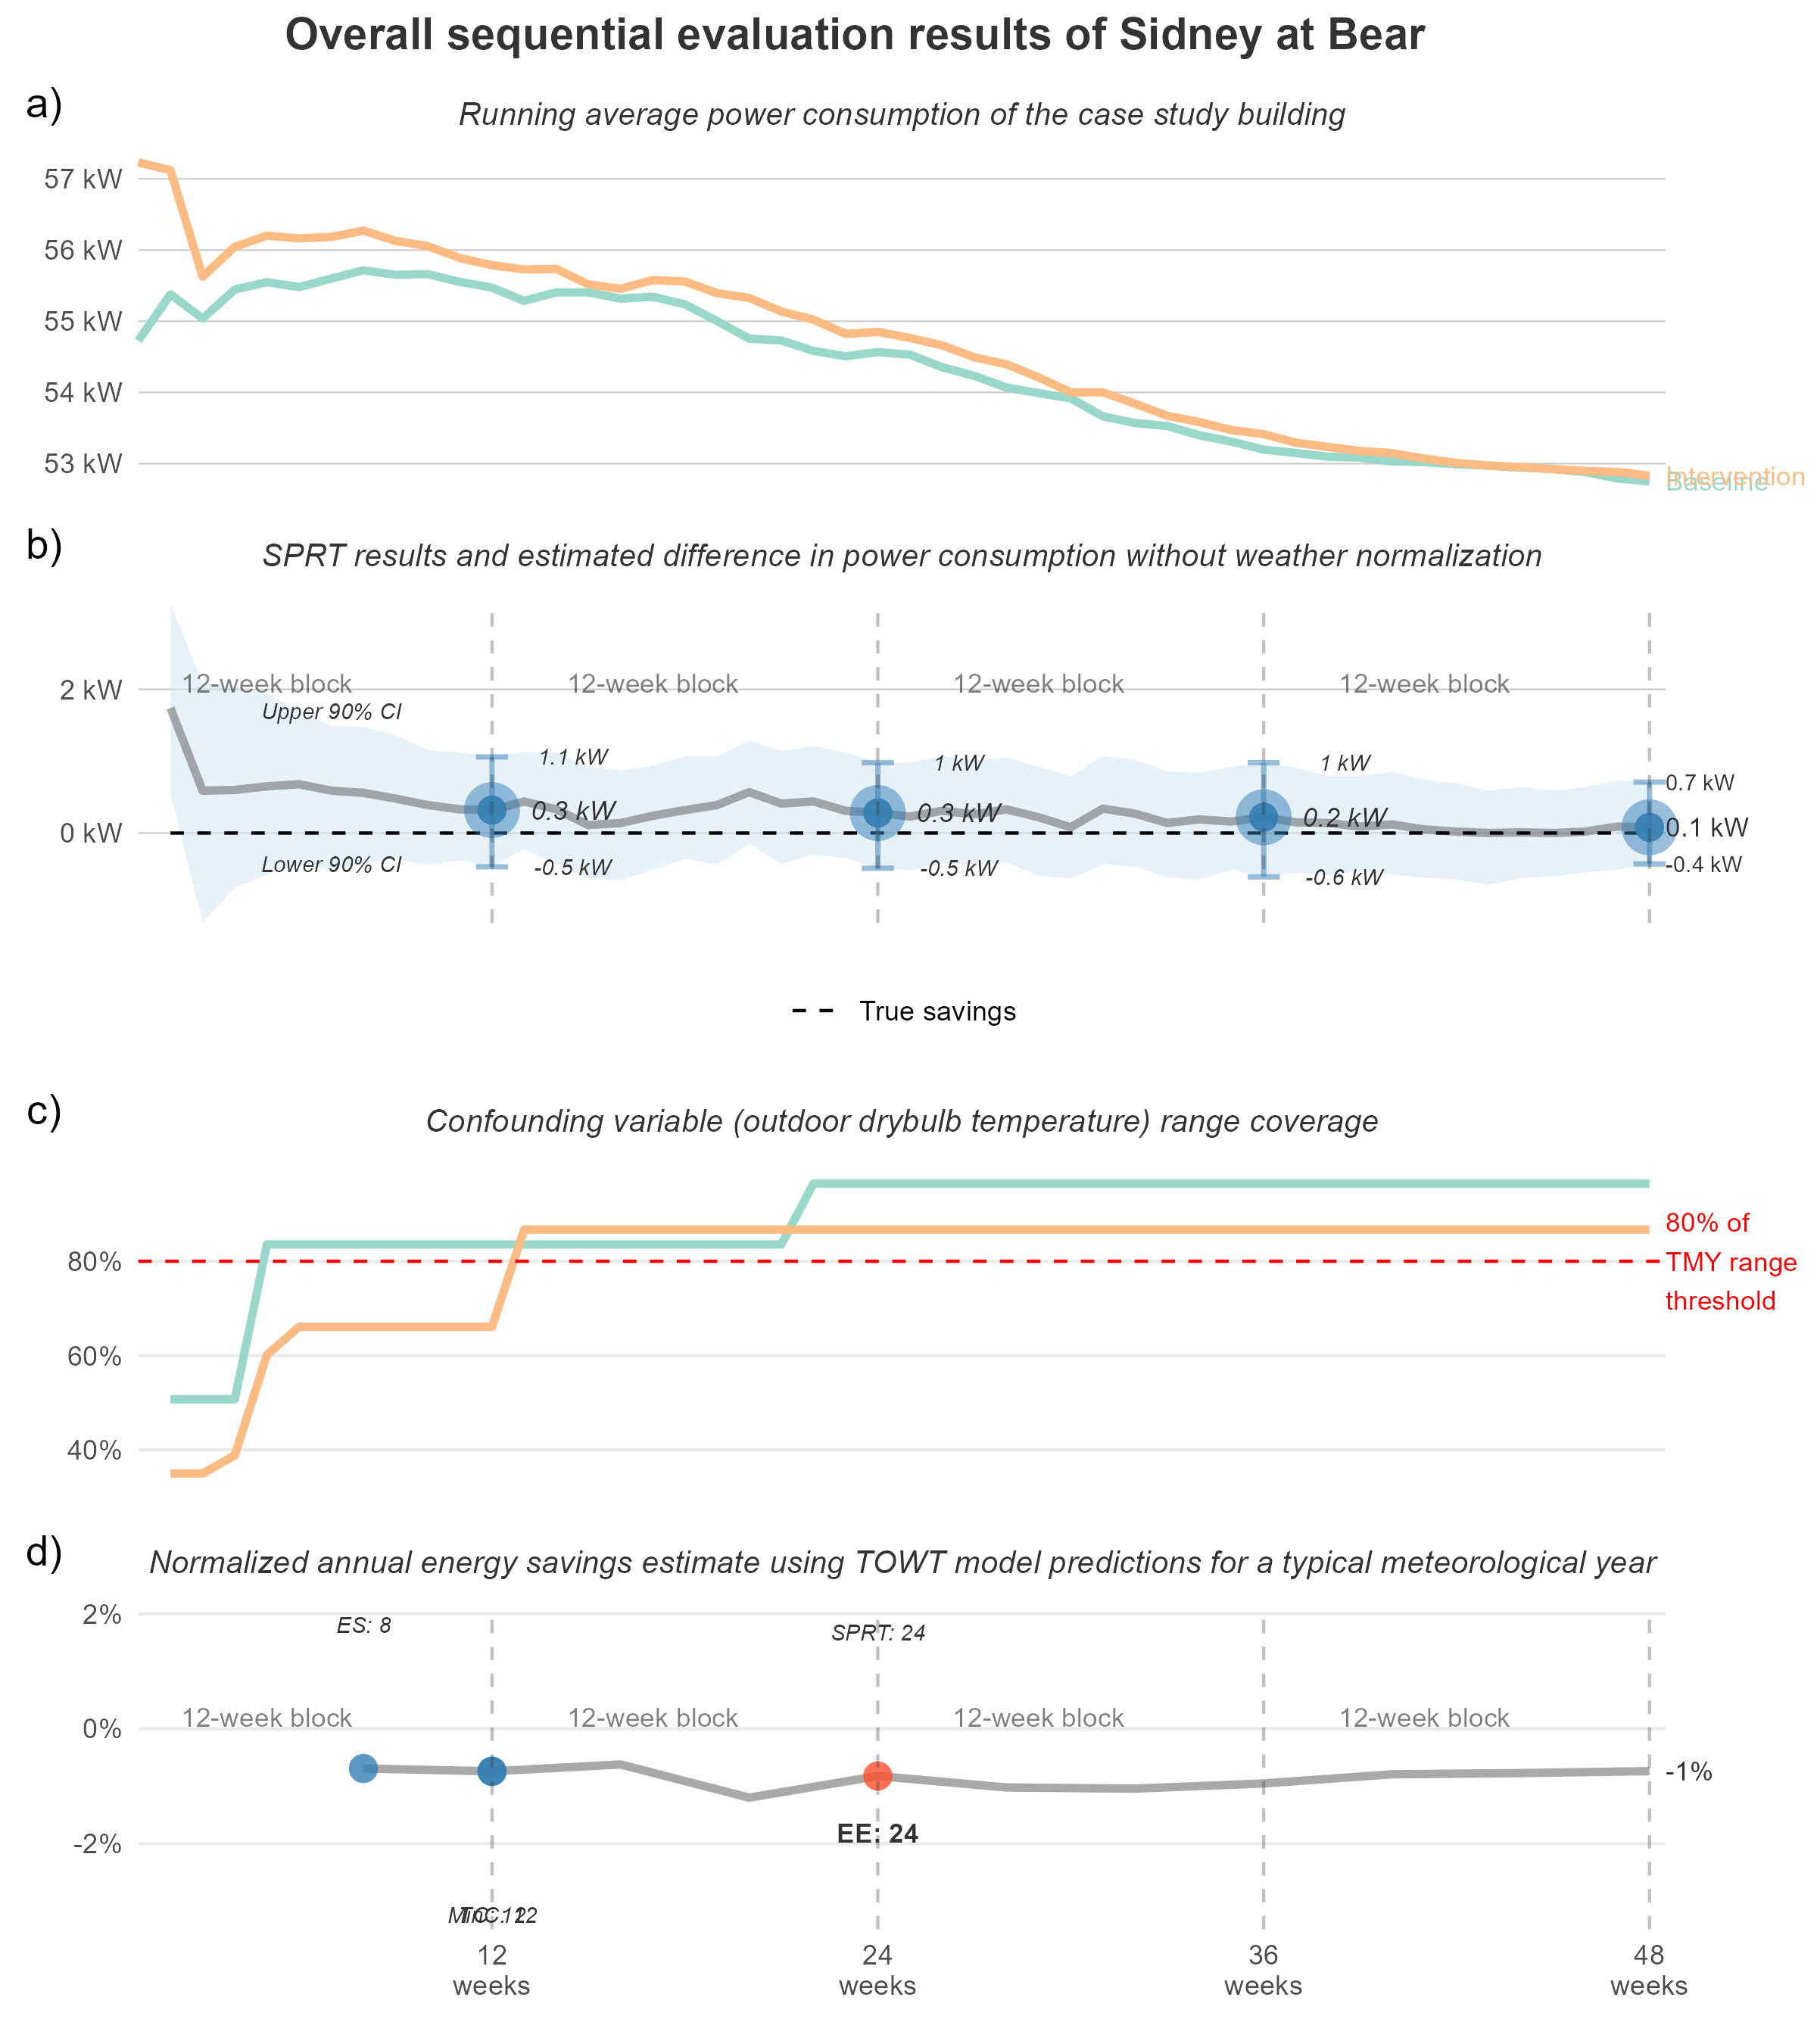 Overall sequential evaluation results of Sidney at Bear
a)
Running average power consumption of the case study building
57 kW
56 kW
55 kW
54 kW
53 kW
Intervention
Baseline
b)
SPRT results and estimated difference in power consumption without weather normalization
12-week block
12-week block
12-week block
12-week block
2 kW
Upper 90% CI
1.1 kW
1 kW
1 kW
0.7 kW
0.3 kW
0.3 kW
0.2 kW
0.1 kW
0 kW
Lower 90% CI
-0.5 kW
-0.5 kW
-0.6 kW
-0.4 kW
True savings
c)
Confounding variable (outdoor drybulb temperature) range coverage
80%
60%
40%
80% of
TMY range
threshold
d)
Normalized annual energy savings estimate using TOWT model predictions for a typical meteorological year
2%
ES: 8
SPRT: 24
12-week block
12-week block
12-week block
12-week block
0%
-1%
EE: 24
-2%
12
weeks
24
weeks
36
weeks
48
weeks